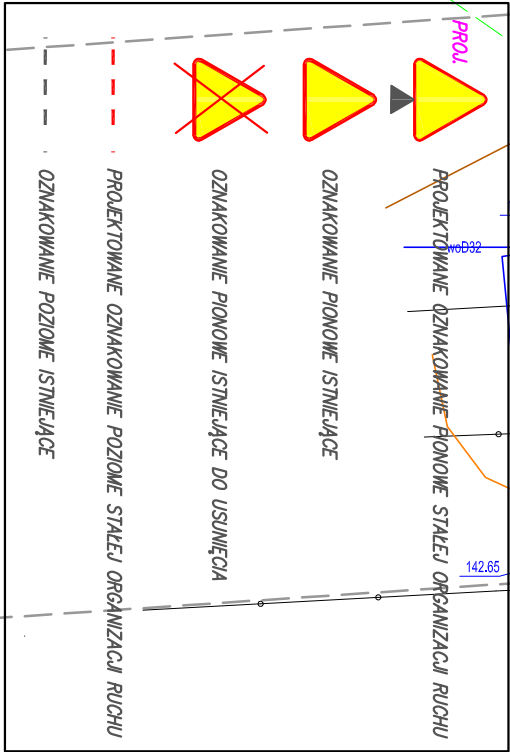 PROJ.
PROJEKTOWANE OZNAKOWANIE PIONOWE STAŁEJ ORGANIZACJI RUCHU
woD32
142.65
OZNAKOWANIE PIONOWE ISTNIEJĄCE
OZNAKOWANIE PIONOWE ISTNIEJĄCE DO USUNIĘCIA
PROJEKTOWANE OZNAKOWANIE POZIOME STAŁEJ ORGANIZACJI RUCHU
OZNAKOWANIE POZIOME ISTNIEJĄCE